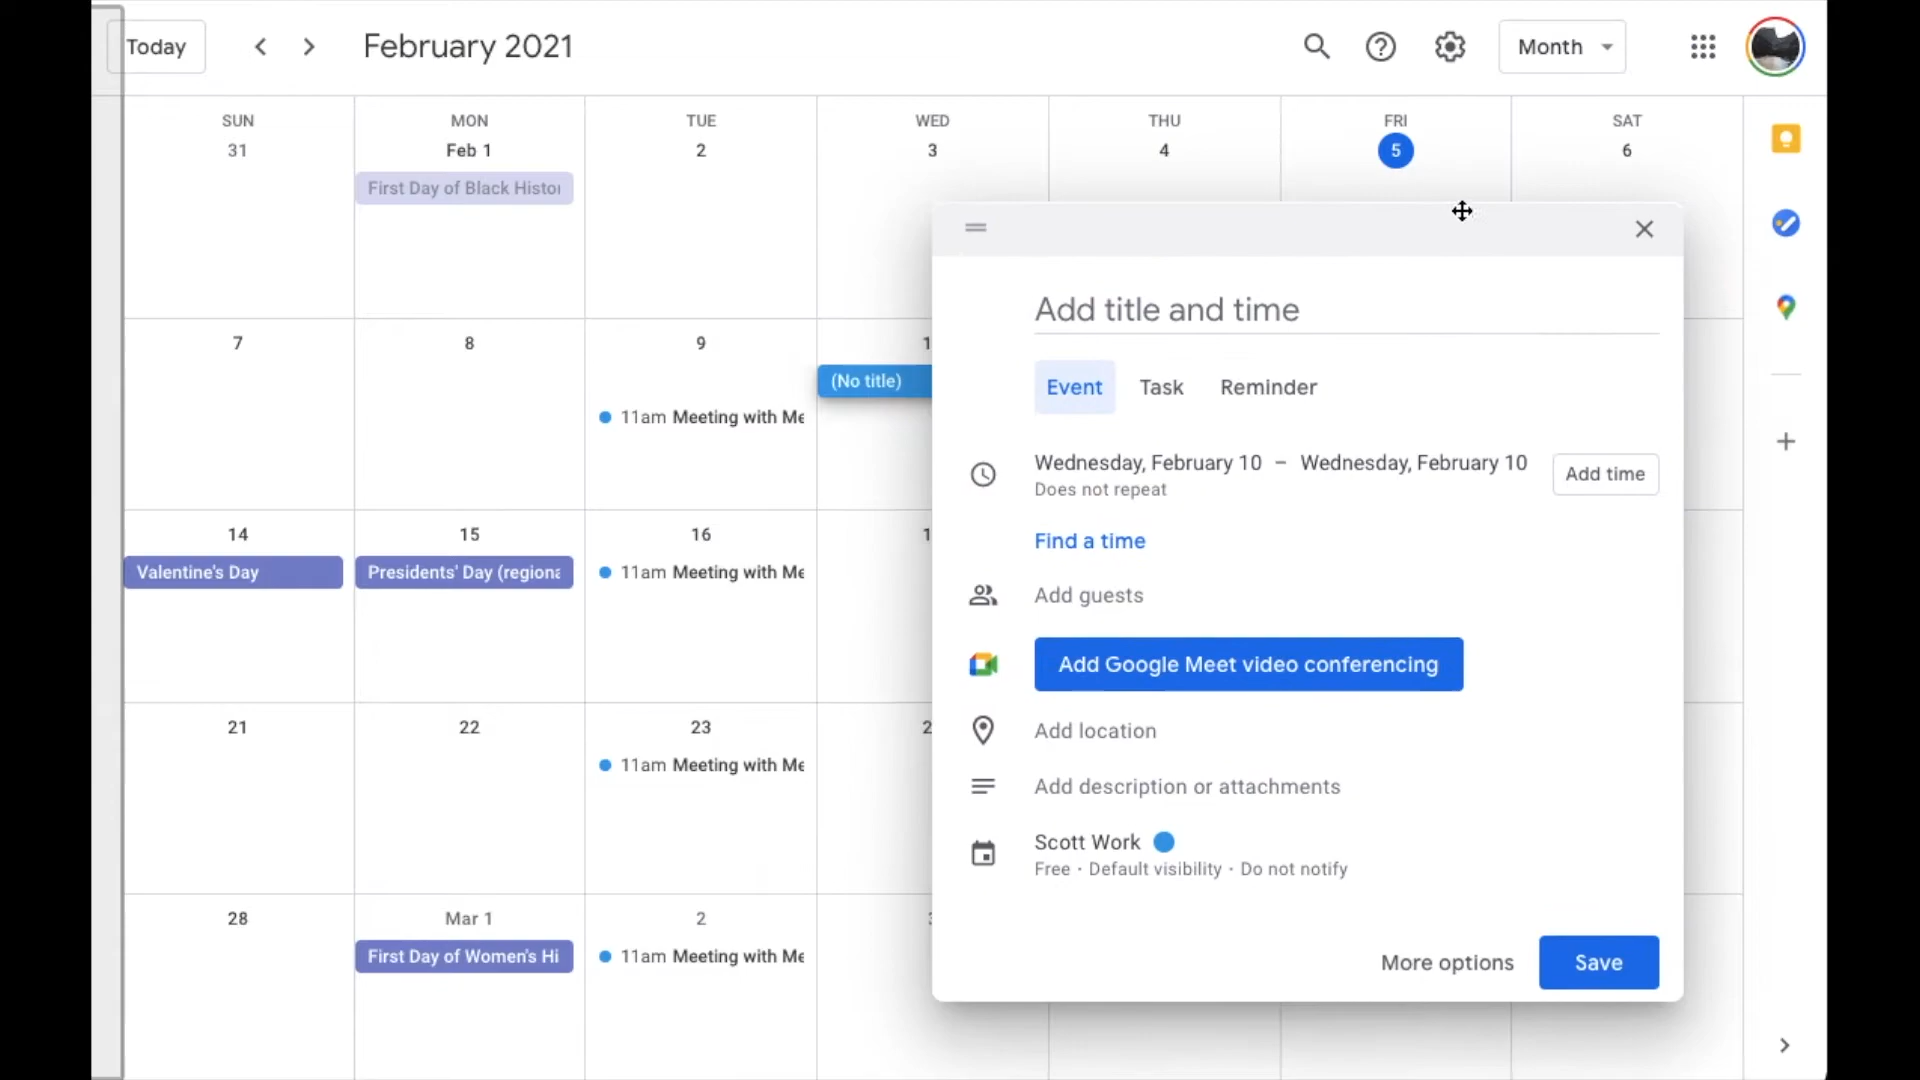 Today
February 2021
Month
SUN MON TUE WED THU FRI SAT
31 Feb 1 2 3 4 5 6
First Day of Black Histor
7 8 9
(No title)
11am Meeting with Me
14 15 16
Valentine's Day
Presidents' Day (regiona
11am Meeting with Me
21 22 23
11am Meeting with Me
28 Mar 1 2
First Day of Women's Hi
11am Meeting with Me
Add title and time
Event Task Reminder
Wednesday, February 10 – Wednesday, February 10
Add time
Does not repeat
Find a time
Add guests
Add Google Meet video conferencing
Add location
Add description or attachments
Scott Work
Free · Default visibility · Do not notify
More options
Save